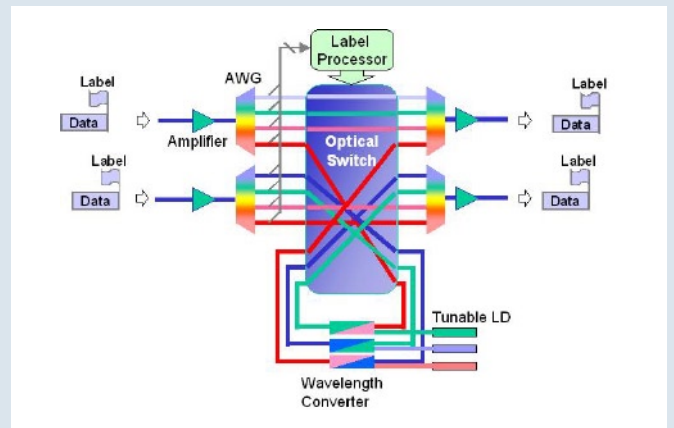 Label
Processor
Label
AWG
Label
Data
Amplifier
Optical
Switch
Data
Label
Label
Data
Data
Tunable LD
Wavelength
Converter